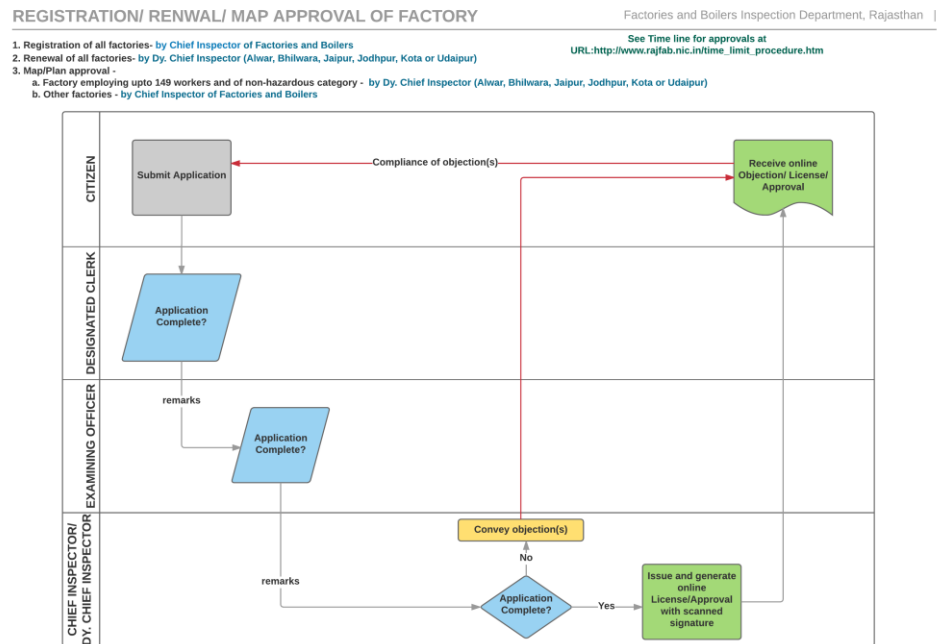 REGISTRATION/ RENWAL/ MAP APPROVAL OF FACTORY
Factories and Boilers Inspection Department, Rajasthan |
1. Registration of all factories- by Chief Inspector of Factories and Boilers
2. Renewal of all factories- by Dy. Chief Inspector (Alwar, Bhilwara, Jaipur, Jodhpur, Kota or Udaipur)
3. Map/Plan approval -
a. Factory employing upto 149 workers and of non-hazardous category - by Dy. Chief Inspector (Alwar, Bhilwara, Jaipur, Jodhpur, Kota or Udaipur)
b. Other factories - by Chief Inspector of Factories and Boilers
See Time line for approvals at
URL:http://www.rajfab.nic.in/time_limit_procedure.htm
CITIZEN
Submit Application
Compliance of objection(s)
Receive online
Objection/ License/
Approval
DESIGNATED CLERK
Application
Complete?
remarks
EXAMINING OFFICER
Application
Complete?
remarks
CHIEF INSPECTOR/
DY. CHIEF INSPECTOR
Convey objection(s)
No
Application
Complete?
Yes
Issue and generate
online
License/Approval
with scanned
signature